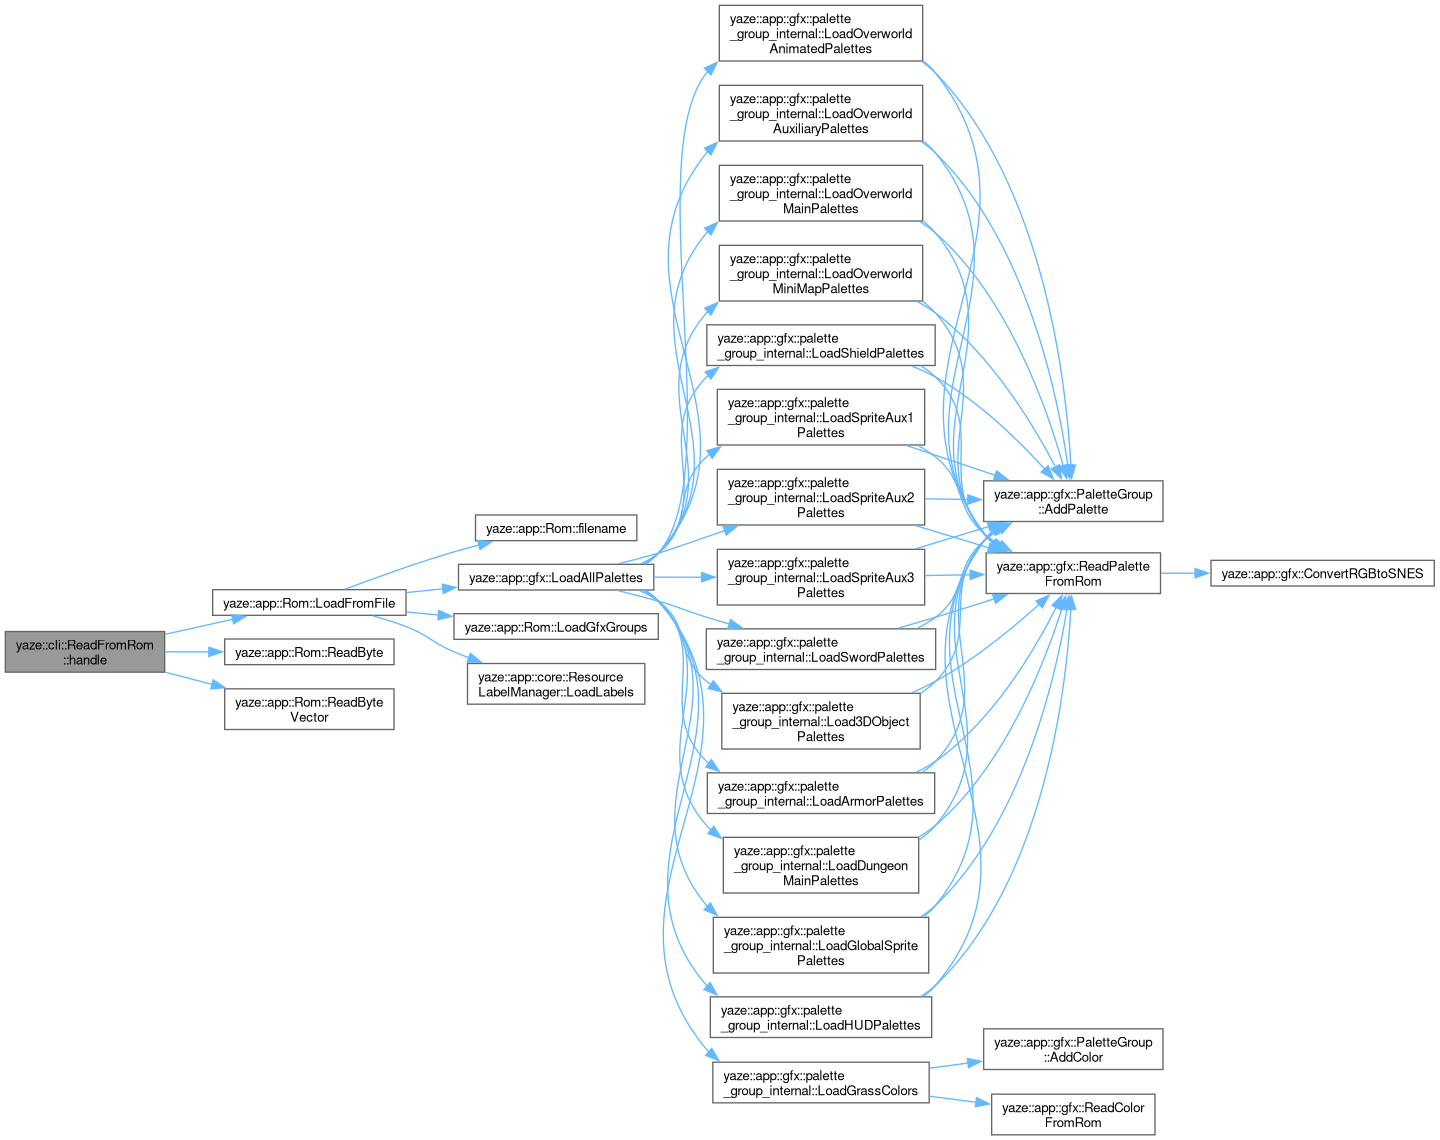 yaze::cli::ReadFromRom
::handle
yaze::app::Rom::LoadFromFile
yaze::app::Rom::ReadByte
yaze::app::Rom::ReadByte
Vector
yaze::app::Rom::filename
yaze::app::gfx::LoadAllPalettes
yaze::app::Rom::LoadGfxGroups
yaze::app::core::Resource
LabelManager::LoadLabels
yaze::app::gfx::palette
_group_internal::LoadOverworld
AnimatedPalettes
yaze::app::gfx::palette
_group_internal::LoadOverworld
AuxiliaryPalettes
yaze::app::gfx::palette
_group_internal::LoadOverworld
MainPalettes
yaze::app::gfx::palette
_group_internal::LoadOverworld
MiniMapPalettes
yaze::app::gfx::palette
_group_internal::LoadShieldPalettes
yaze::app::gfx::palette
_group_internal::LoadSpriteAux1
Palettes
yaze::app::gfx::palette
_group_internal::LoadSpriteAux2
Palettes
yaze::app::gfx::palette
_group_internal::LoadSpriteAux3
Palettes
yaze::app::gfx::palette
_group_internal::LoadSwordPalettes
yaze::app::gfx::palette
_group_internal::Load3DObject
Palettes
yaze::app::gfx::palette
_group_internal::LoadArmorPalettes
yaze::app::gfx::palette
_group_internal::LoadDungeon
MainPalettes
yaze::app::gfx::palette
_group_internal::LoadGlobalSprite
Palettes
yaze::app::gfx::palette
_group_internal::LoadHUDPalettes
yaze::app::gfx::palette
_group_internal::LoadGrassColors
yaze::app::gfx::PaletteGroup
::AddPalette
yaze::app::gfx::ReadPalette
FromRom
yaze::app::gfx::PaletteGroup
::AddColor
yaze::app::gfx::ReadColor
FromRom
yaze::app::gfx::ConvertRGBtoSNES